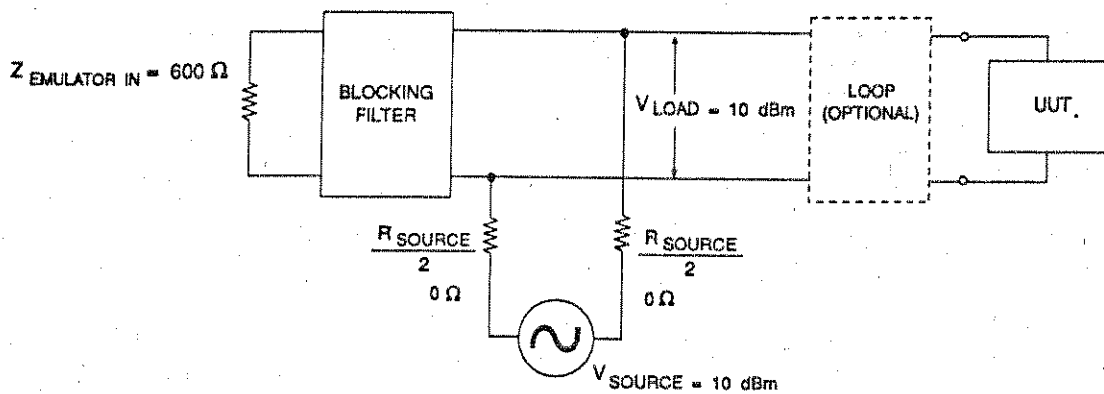 Z EMULATOR IN = 600 Ω
BLOCKING
FILTER
V LOAD = 10 dBm
LOOP
(OPTIONAL)
UUT.
R SOURCE
2
0 Ω
R SOURCE
2
0 Ω
V SOURCE = 10 dBm